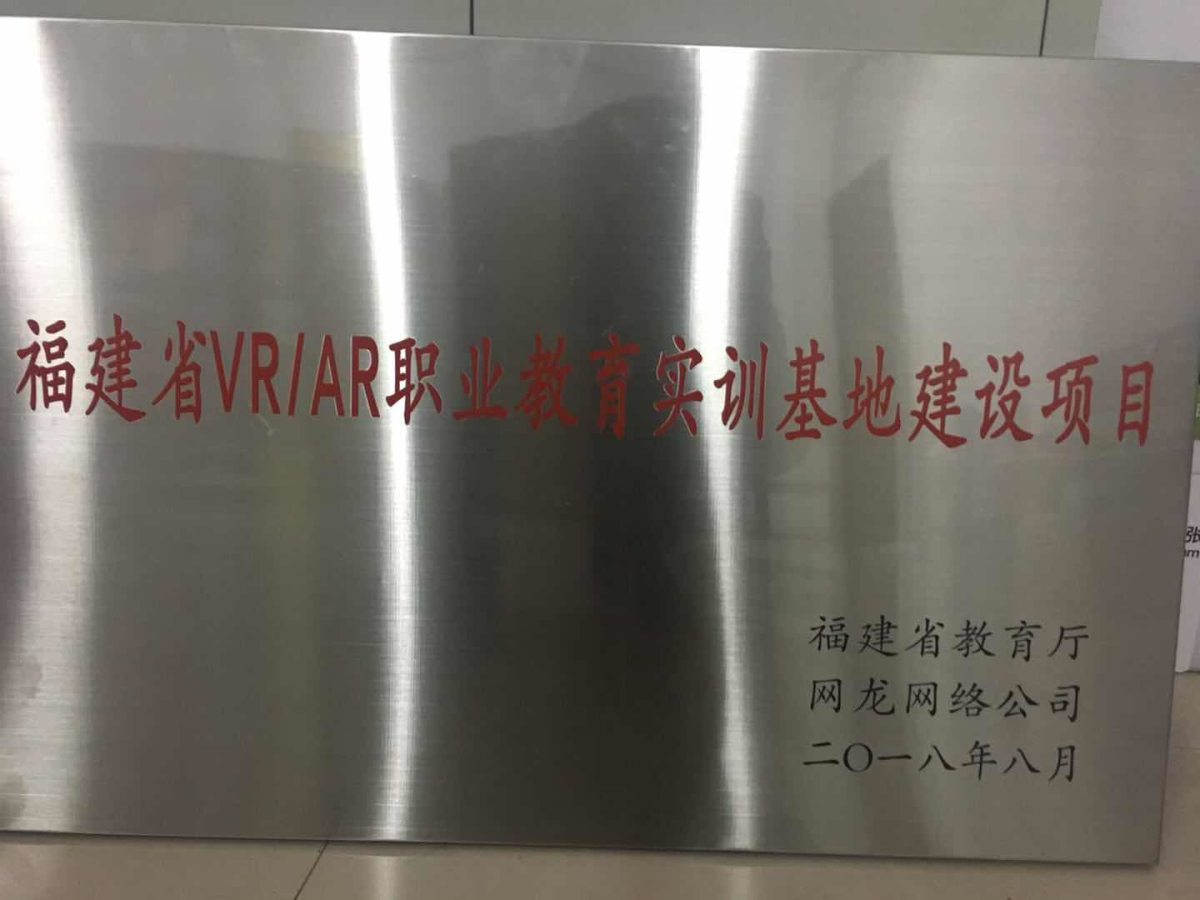 福建省VR/AR职业教育实训基地建设项目
福建省教育厅
网龙网络公司
二〇一八年八月
张